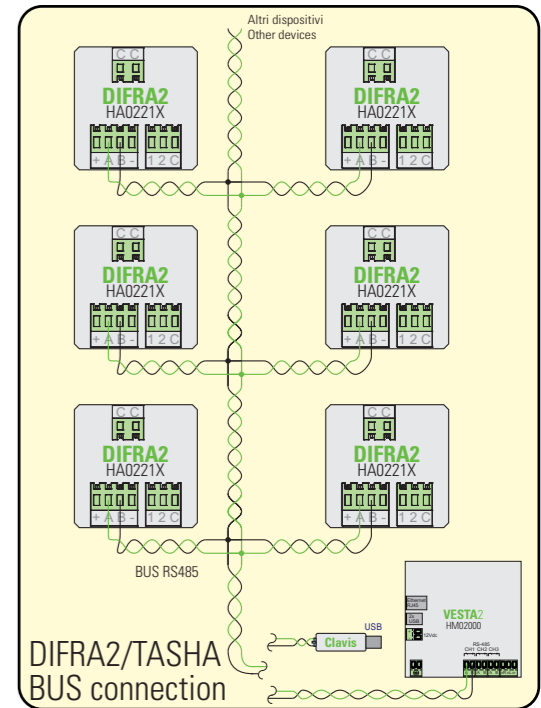 Altri dispositivi
Other devices
C C
DIFRA2
HA0221X
+ A B - 1 2 C
C C
DIFRA2
HA0221X
+ A B - 1 2 C
C C
DIFRA2
HA0221X
+ A B - 1 2 C
C C
DIFRA2
HA0221X
+ A B - 1 2 C
C C
DIFRA2
HA0221X
+ A B - 1 2 C
C C
DIFRA2
HA0221X
+ A B - 1 2 C
BUS RS485
Ethernet
RJ45
2x
USB
12Vdc
VESTA2
HM02000
RS-485
CH1 CH2 CH3
USB
Clavis
DIFRA2/TASHA
BUS connection